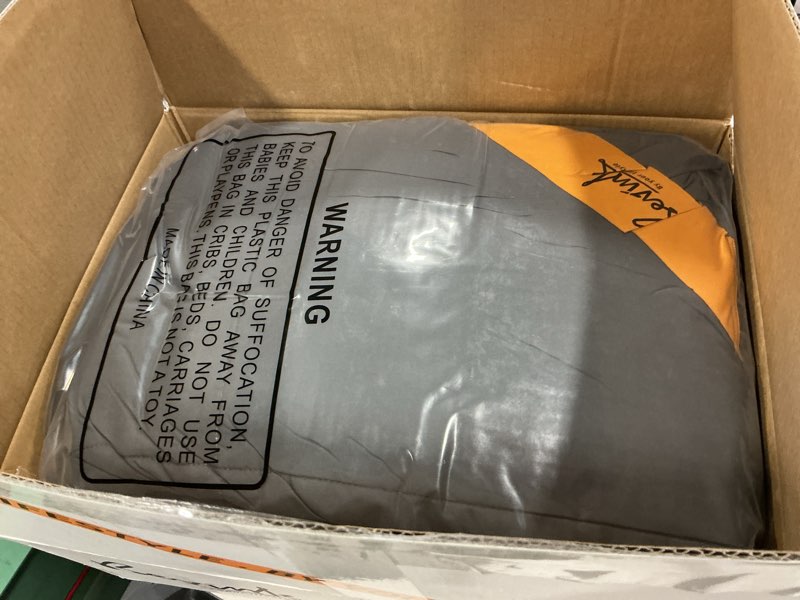 WARNING
TO AVOID DANGER OF SUFFOCATION,
KEEP THIS PLASTIC BAG AWAY FROM
BABIES AND CHILDREN. DO NOT USE
THIS BAG IN CRIBS, BEDS, CARRIAGES
OR PLAYPENS. THIS BAG IS NOT A TOY.
MADE IN CHINA